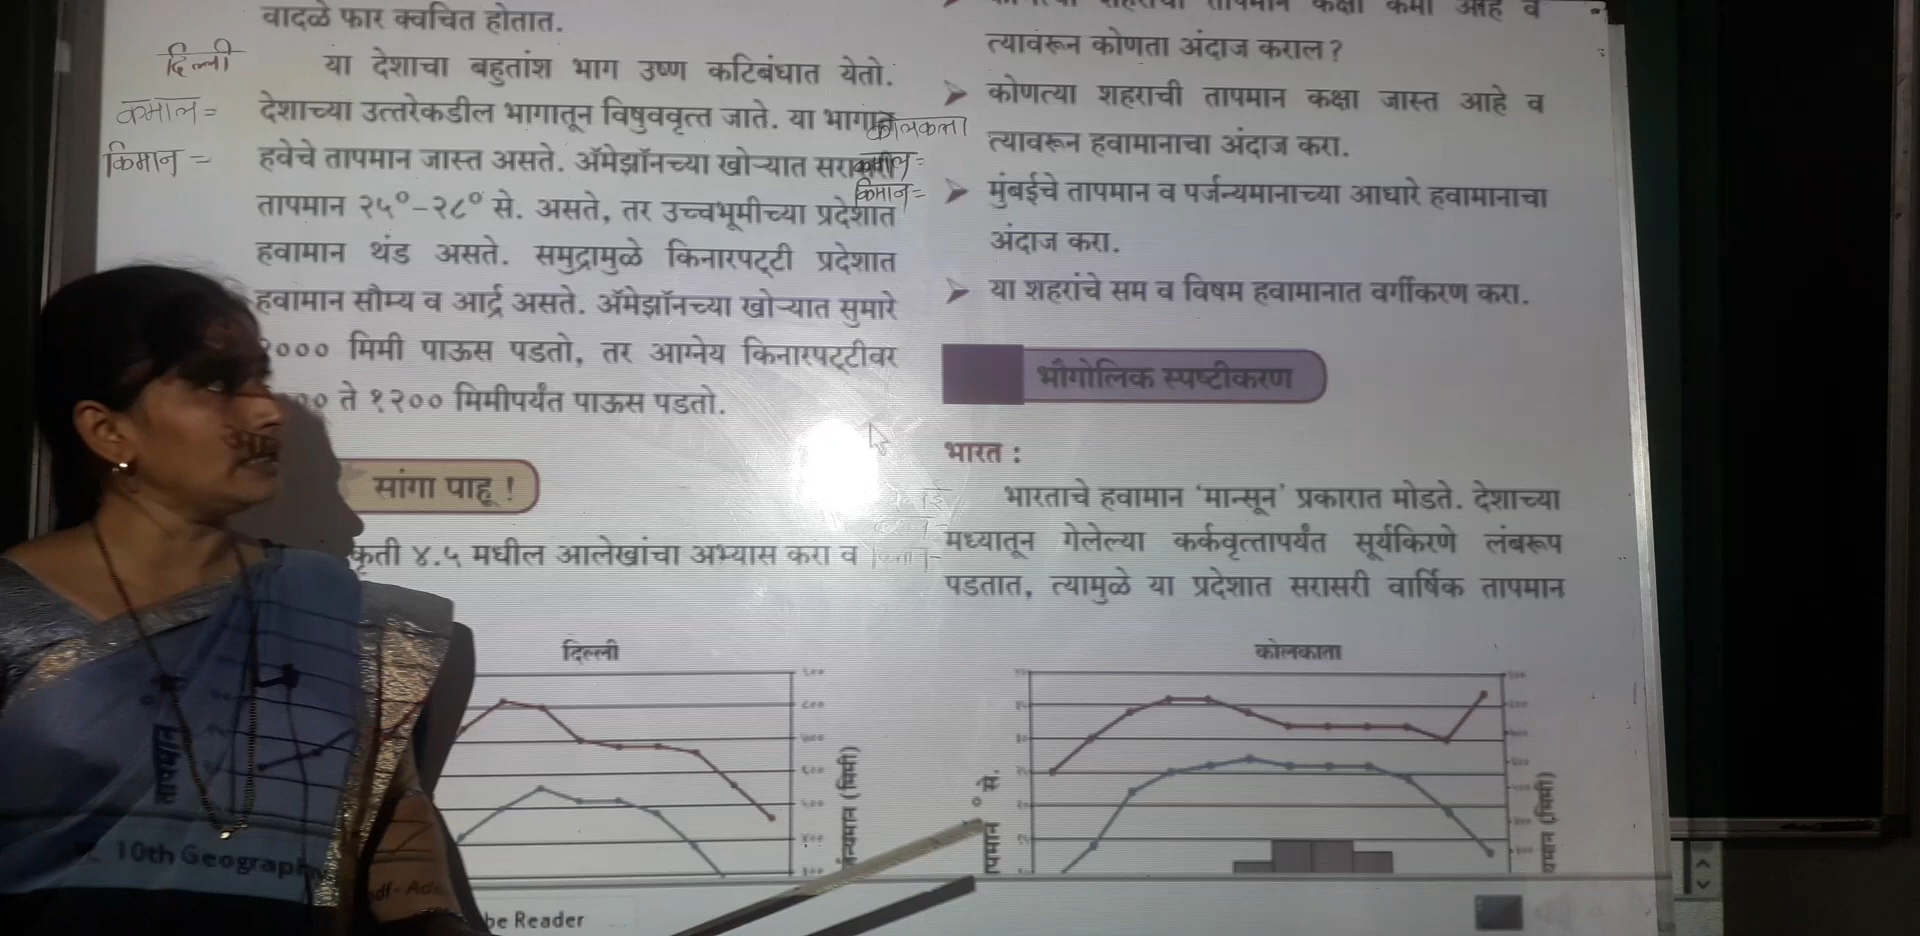 वादळे फार क्वचित होतात.
या देशाचा बहुतांश भाग उष्ण कटिबंधात येतो.
देशाच्या उत्तरेकडील भागातून विषुववृत्त जाते. या
हवेचे तापमान जास्त असते. ॲमेझॉनच्या खोऱ्यात
तापमान २५°–२८° से. असते, तर उच्चभूमीच्या प्रदेशात
हवामान थंड असते. समुद्रामुळे किनारपट्टी प्रदेशात
हवामान सौम्य व आर्द्र असते. ॲमेझॉनच्या खोऱ्यात सुमारे
मिमी पाऊस पडतो, तर आग्नेय किनारपट्टीवर
ते १२०० मिमीपर्यंत पाऊस पडतो.
दिल्ली
कमाल =
किमान =
कोलकत्ता
किमान =
सांगा पाहू !
कृती ४.५ मधील आलेखांचा अभ्यास करा व
त्यावरून कोणता अंदाज कराल ?
➤ कोणत्या शहराची तापमान कक्षा जास्त आहे व
त्यावरून हवामानाचा अंदाज करा.
➤ मुंबईचे तापमान व पर्जन्यमानाच्या आधारे हवामानाचा
अंदाज करा.
➤ या शहरांचे सम व विषम हवामानात वर्गीकरण करा.
भौगोलिक स्पष्टीकरण
भारत :
भारताचे हवामान ‘मान्सून’ प्रकारात मोडते. देशाच्या
मध्यातून गेलेल्या कर्कवृत्तापर्यंत सूर्यकिरणे लंबरूप
पडतात, त्यामुळे या प्रदेशात सरासरी वार्षिक तापमान
दिल्ली
तापमान
(मिमी)
कोलकाता
° से.
(मिमी)
10th Geography
be Reader